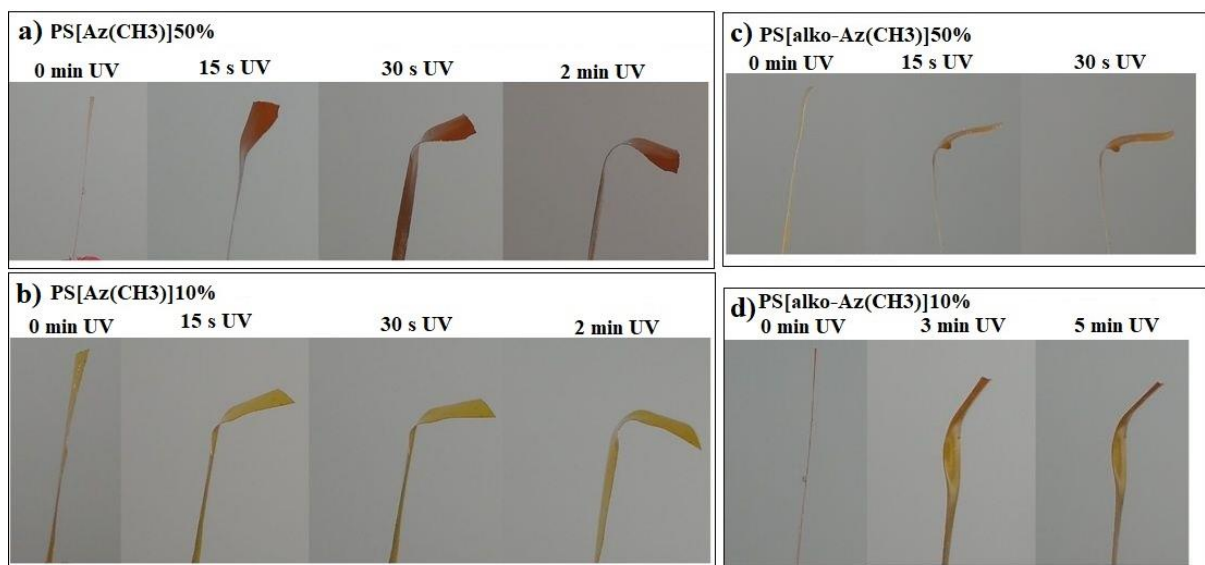 a) PS[Az(CH3)]50%
0 min UV 15 s UV 30 s UV 2 min UV
b) PS[Az(CH3)]10%
0 min UV 15 s UV 30 s UV 2 min UV
c) PS[alko-Az(CH3)]50%
0 min UV 15 s UV 30 s UV
d) PS[alko-Az(CH3)]10%
0 min UV 3 min UV 5 min UV